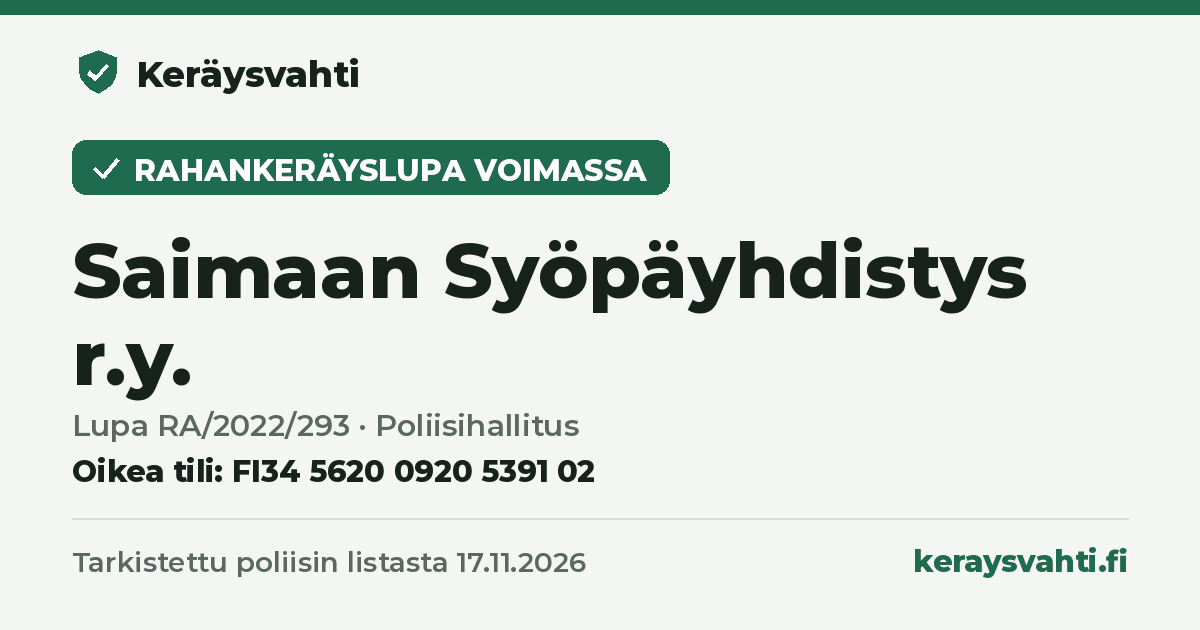 Keräysvahti
RAHANKERÄYSLUPA VOIMASSA
Saimaan Syöpäyhdistys
r.y.
Lupa RA/2022/293 · Poliisihallitus
Oikea tili: FI34 5620 0920 5391 02
Tarkistettu poliisin listasta 17.11.2026
keraysvahti.fi